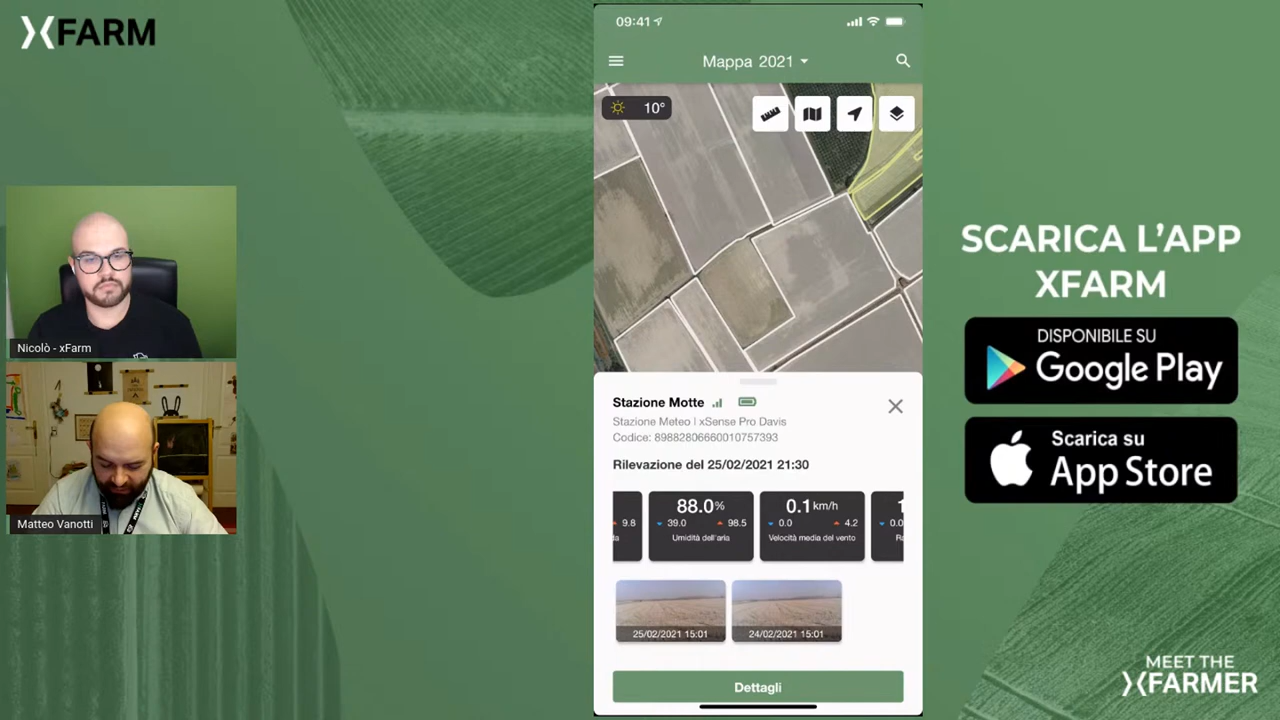 XFARM
Nicolò - xFarm
Matteo Vanotti
09:41
Mappa 2021
10°
Stazione Motte
Stazione Meteo | xSense Pro Davis
Codice: 89882806660010757393
Rilevazione del 25/02/2021 21:30
9.8
88.0%
39.0 98.5
Umidità dell'aria
0.1 km/h
0.0 4.2
Velocità media del vento
0.0
25/02/2021 15:01
24/02/2021 15:01
Dettagli
SCARICA L'APP
XFARM
DISPONIBILE SU
Google Play
Scarica su
App Store
MEET THE
XFARMER